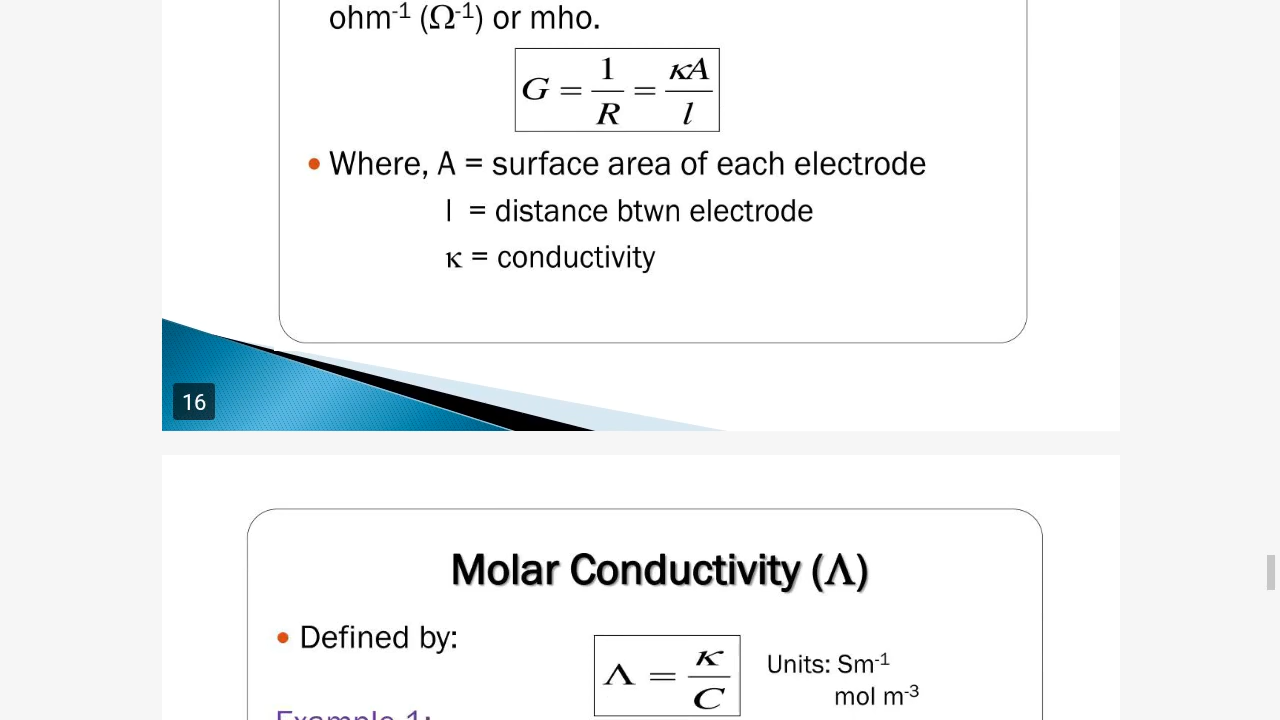 ohm⁻¹ (Ω⁻¹) or mho.
G = 1/R = κA/l
• Where, A = surface area of each electrode
l = distance btwn electrode
κ = conductivity
16
Molar Conductivity (Λ)
• Defined by:
Λ = κ/C
Units: Sm⁻¹
mol m⁻³
Example 1: